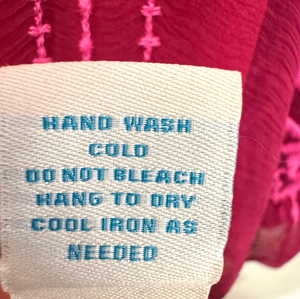 HAND WASH
COLD
DO NOT BLEACH
HANG TO DRY
COOL IRON AS
NEEDED